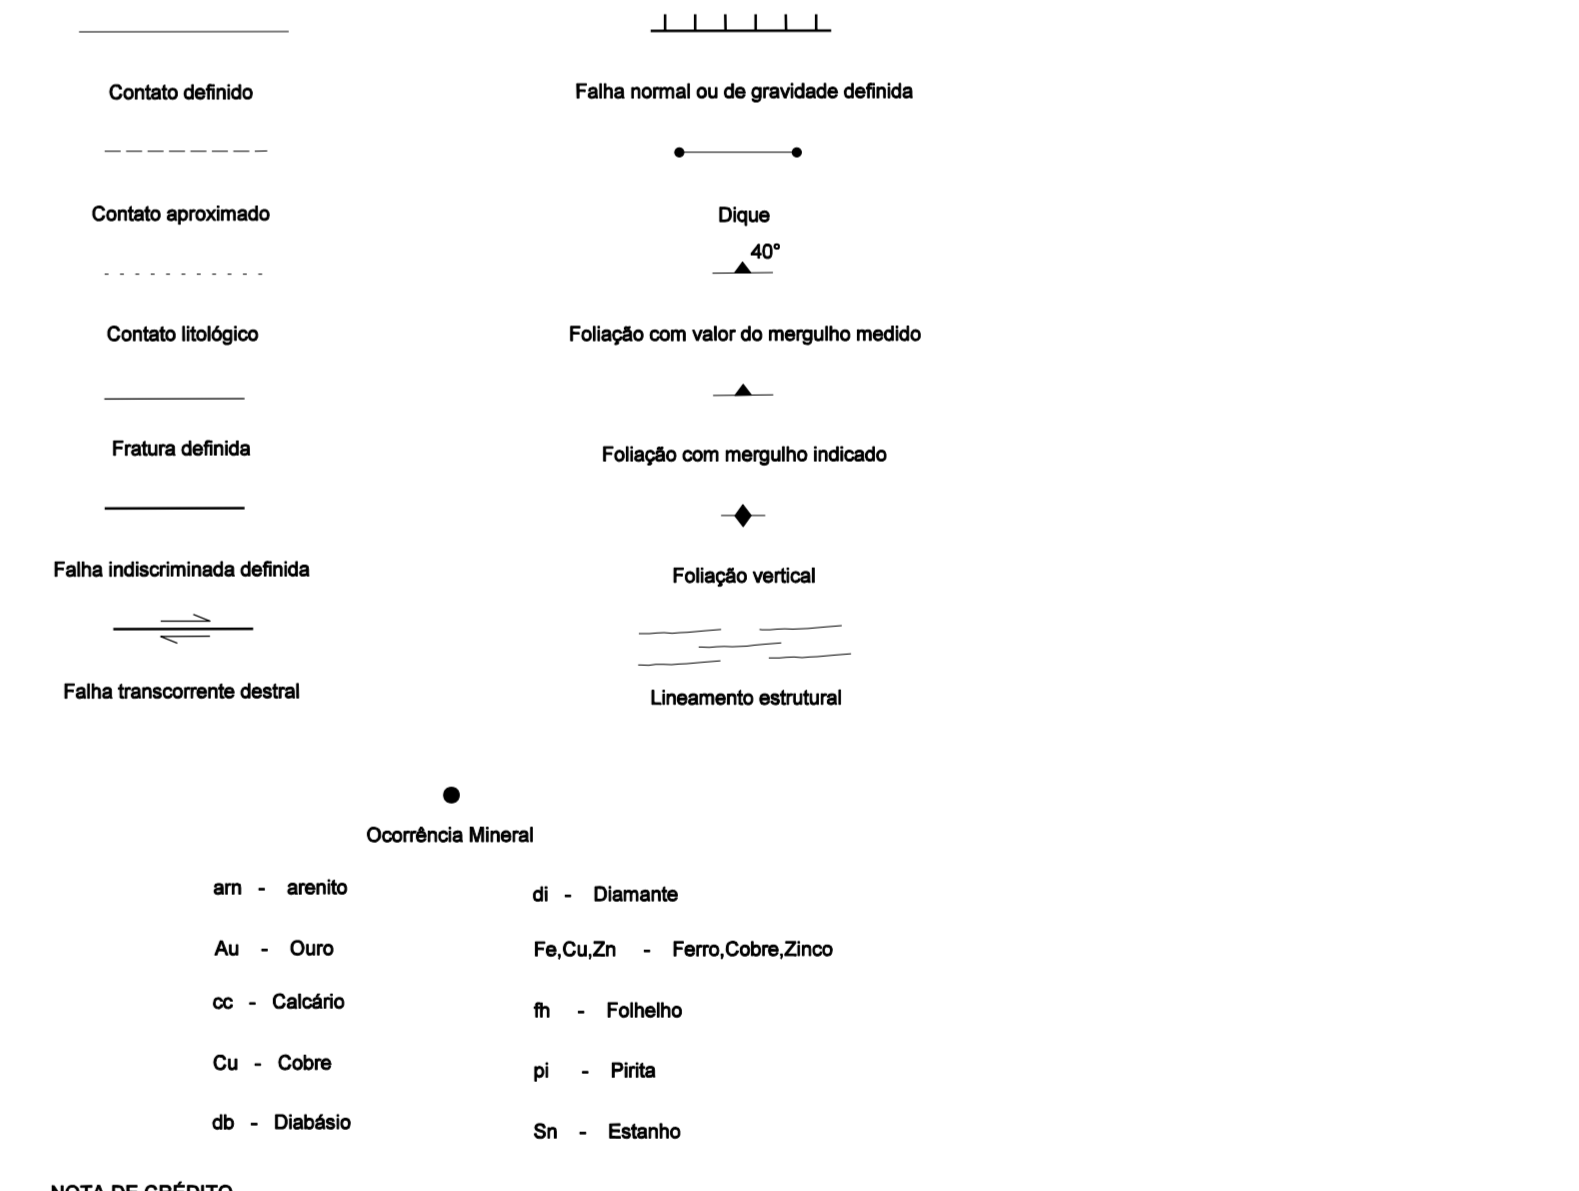 Contato definido
Falha normal ou de gravidade definida
Contato aproximado
Dique
40°
Contato litológico
Foliação com valor do mergulho medido
Fratura definida
Foliação com mergulho indicado
Falha indiscriminada definida
Foliação vertical
Falha transcorrente destral
Lineamento estrutural
Ocorrência Mineral
arn - arenito
di - Diamante
Au - Ouro
Fe,Cu,Zn - Ferro,Cobre,Zinco
cc - Calcário
fh - Folhelho
Cu - Cobre
pi - Pirita
db - Diabásio
Sn - Estanho
NOTA DE CRÉDITO